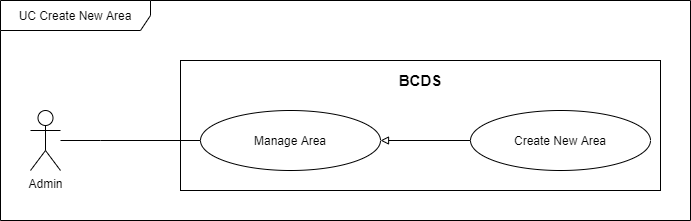 UC Create New Area
BCDS
Manage Area
Create New Area
Admin